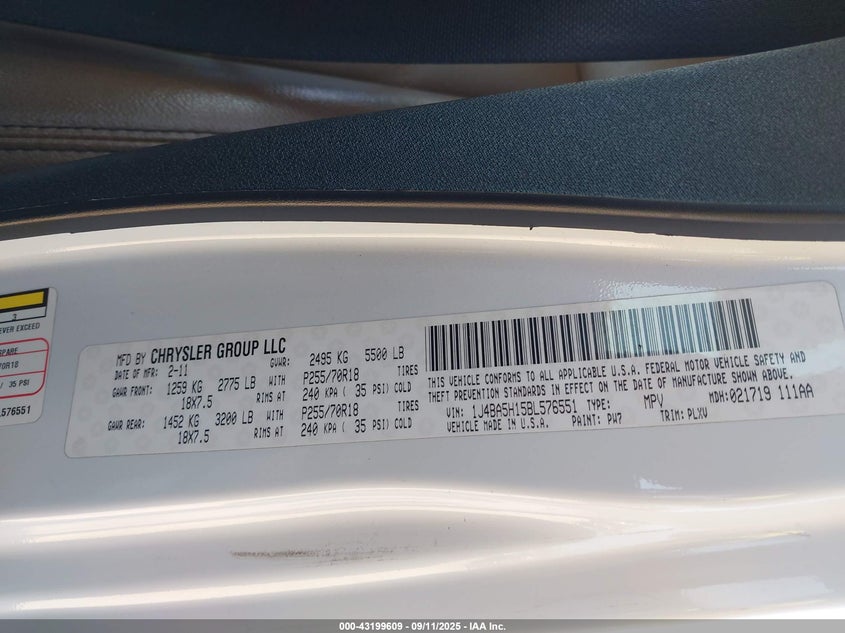 3
EVER EXCEED
SPARE
70R18
/ 35 PSI
L576551
MFD BY CHRYSLER GROUP LLC
DATE OF MFR: 2-11 GVWR: 2495 KG 5500 LB
GAWR FRONT: 1259 KG 2775 LB WITH P255/70R18 TIRES
18X7.5 RIMS AT 240 KPA ( 35 PSI) COLD
GAWR REAR: 1452 KG 3200 LB WITH P255/70R18 TIRES
18X7.5 RIMS AT 240 KPA ( 35 PSI) COLD
THIS VEHICLE CONFORMS TO ALL APPLICABLE U.S.A. FEDERAL MOTOR VEHICLE SAFETY AND
THEFT PREVENTION STANDARDS IN EFFECT ON THE DATE OF MANUFACTURE SHOWN ABOVE.
VIN: 1J4BA5H15BL576551 TYPE: MPV MDH:021719 111AA
VEHICLE MADE IN U.S.A. PAINT: PW7 TRIM: PLXV
000-43199609 - 09/11/2025 - IAA Inc.